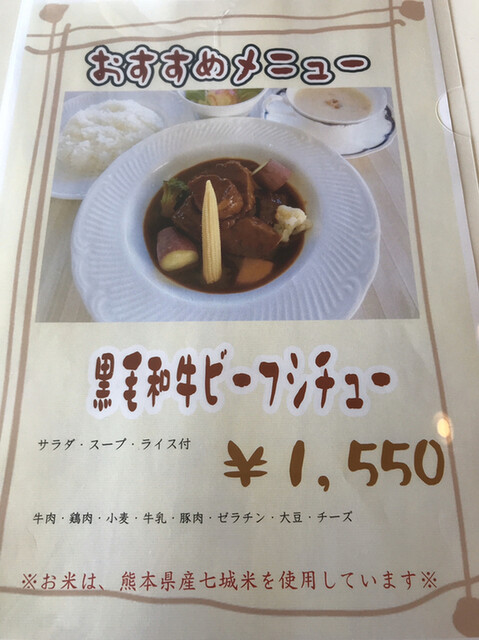 おすすめメニュー
黒毛和牛ビーフシチュー
サラダ・スープ・ライス付
¥1,550
牛肉・鶏肉・小麦・牛乳・豚肉・ゼラチン・大豆・チーズ
※お米は、熊本県産七城米を使用しています※